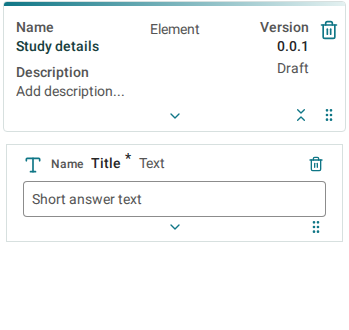 Name Element Version
Study details 0.0.1
Description Draft
Add description...
Name Title * Text
Short answer text